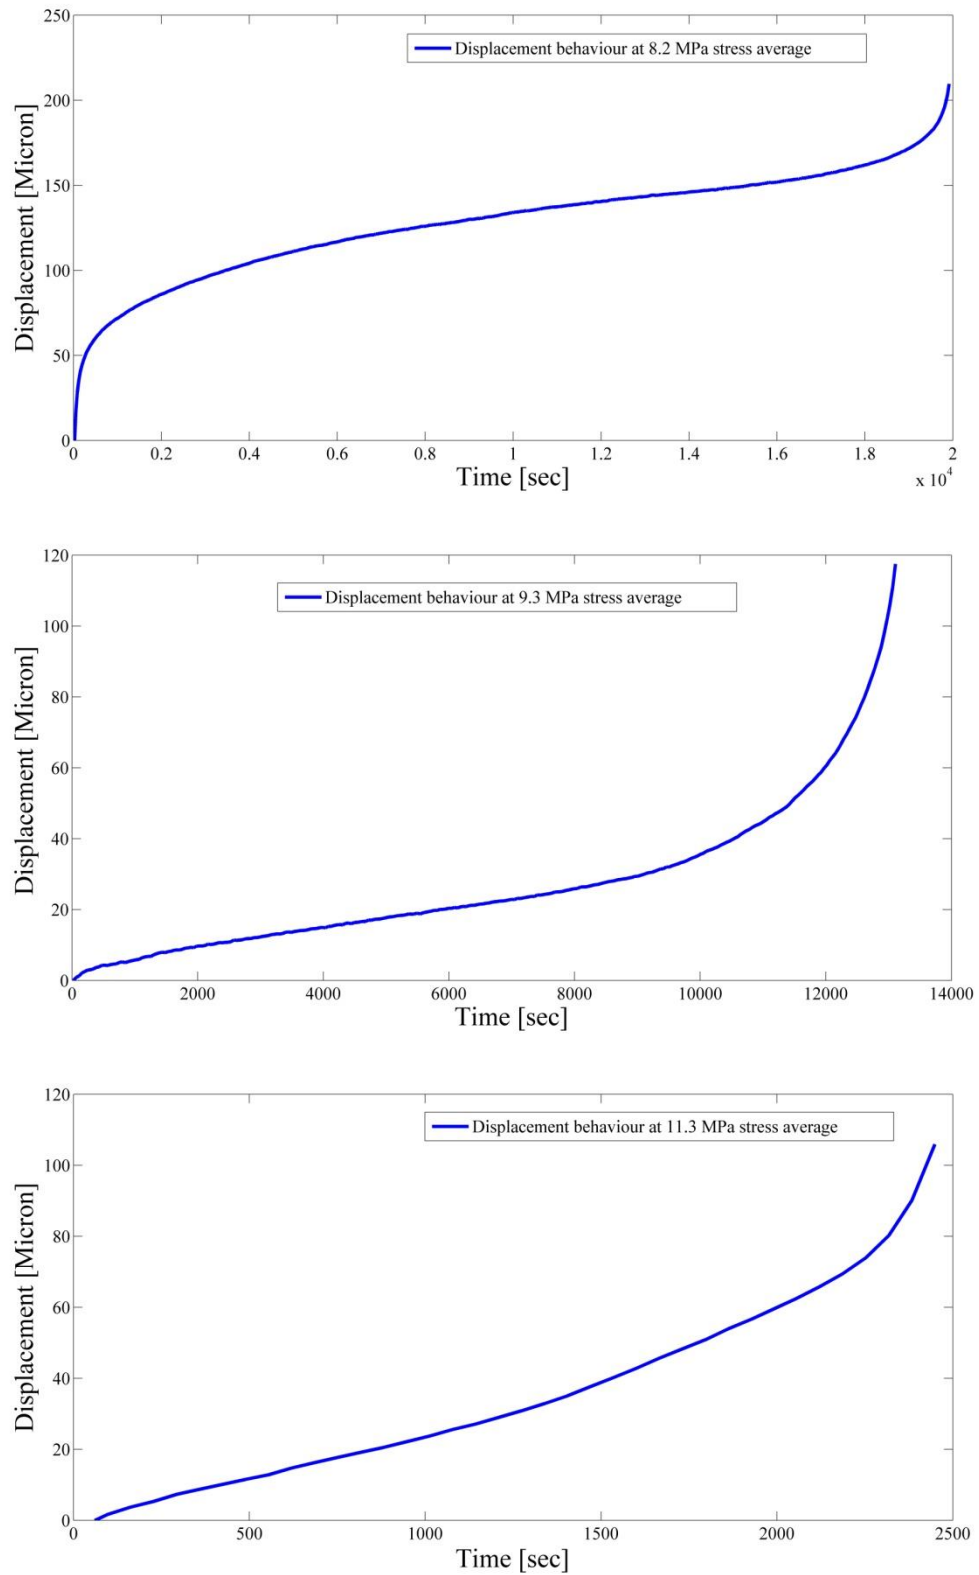 250
Displacement behaviour at 8.2 MPa stress average
200
150
100
50
0
Displacement [Micron]
0 0.2 0.4 0.6 0.8 1 1.2 1.4 1.6 1.8 2
Time [sec]
x 10^4
120
Displacement behaviour at 9.3 MPa stress average
100
80
60
40
20
0
Displacement [Micron]
0 2000 4000 6000 8000 10000 12000 14000
Time [sec]
120
Displacement behaviour at 11.3 MPa stress average
100
80
60
40
20
0
Displacement [Micron]
0 500 1000 1500 2000 2500
Time [sec]